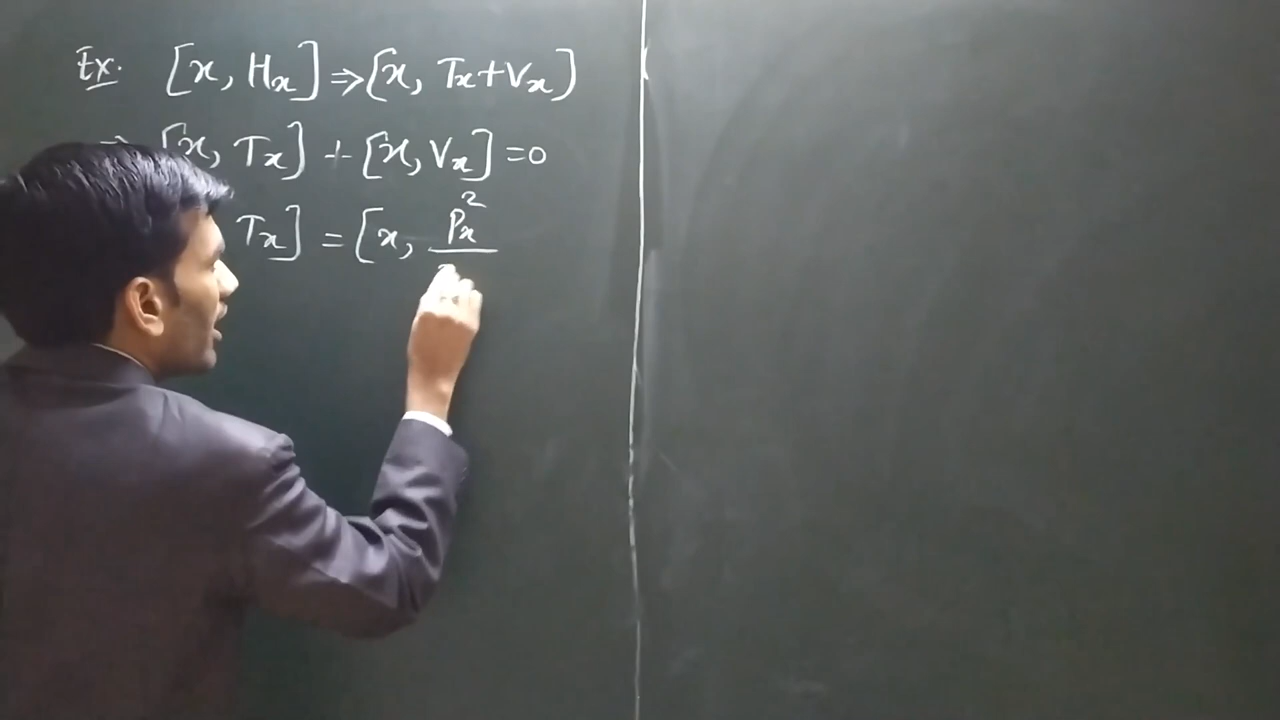 Ex. [x, Hx] ⇒ [x, Tx+Vx]
⇒ [x, Tx] + [x, Vx] = 0
Tx] = [x, Px²